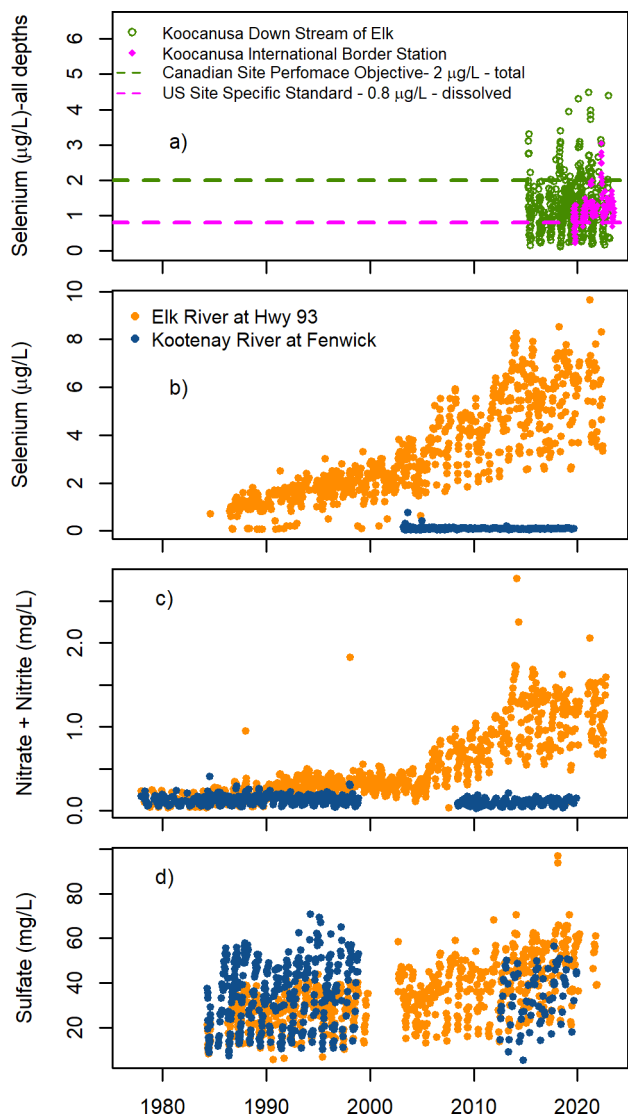 Koocanusa Down Stream of Elk
Koocanusa International Border Station
Canadian Site Perfomace Objective- 2 μg/L - total
US Site Specific Standard - 0.8 μg/L - dissolved
a)
Selenium (μg/L)-all depths
6
5
4
3
2
1
0
Elk River at Hwy 93
Kootenay River at Fenwick
b)
Selenium (μg/L)
10
8
6
4
2
0
c)
Nitrate + Nitrite (mg/L)
2.0
1.0
0.0
d)
Sulfate (mg/L)
80
60
40
20
1980 1990 2000 2010 2020